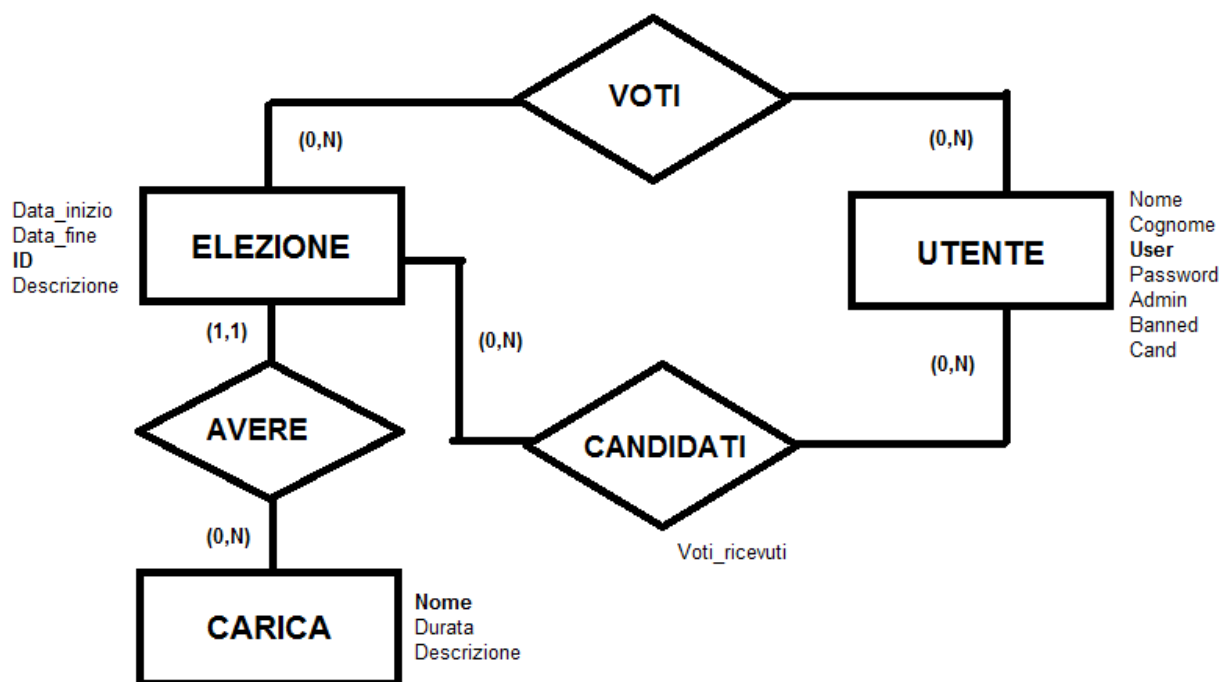 VOTI
(0,N)
(0,N)
Data_inizio
Data_fine
ID
Descrizione
ELEZIONE
UTENTE
Nome
Cognome
User
Password
Admin
Banned
Cand
(1,1)
(0,N)
(0,N)
AVERE
CANDIDATI
Voti_ricevuti
(0,N)
CARICA
Nome
Durata
Descrizione